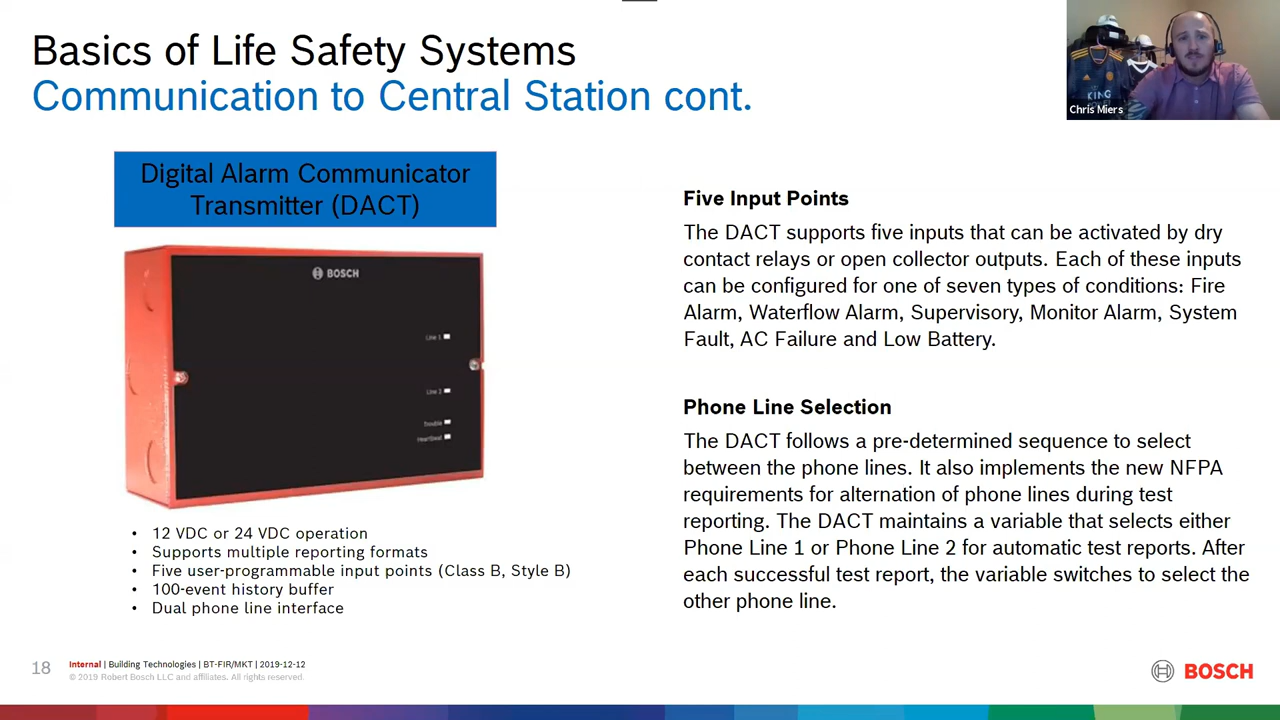 Basics of Life Safety Systems
Communication to Central Station cont.
KING
Chris Miers
Digital Alarm Communicator
Transmitter (DACT)
BOSCH
Line 1
Line 2
Trouble
Heartbeat
• 12 VDC or 24 VDC operation
• Supports multiple reporting formats
• Five user-programmable input points (Class B, Style B)
• 100-event history buffer
• Dual phone line interface
Five Input Points
The DACT supports five inputs that can be activated by dry
contact relays or open collector outputs. Each of these inputs
can be configured for one of seven types of conditions: Fire
Alarm, Waterflow Alarm, Supervisory, Monitor Alarm, System
Fault, AC Failure and Low Battery.
Phone Line Selection
The DACT follows a pre-determined sequence to select
between the phone lines. It also implements the new NFPA
requirements for alternation of phone lines during test
reporting. The DACT maintains a variable that selects either
Phone Line 1 or Phone Line 2 for automatic test reports. After
each successful test report, the variable switches to select the
other phone line.
18
Internal | Building Technologies | BT-FIR/MKT | 2019-12-12
© 2019 Robert Bosch LLC and affiliates. All rights reserved.
BOSCH